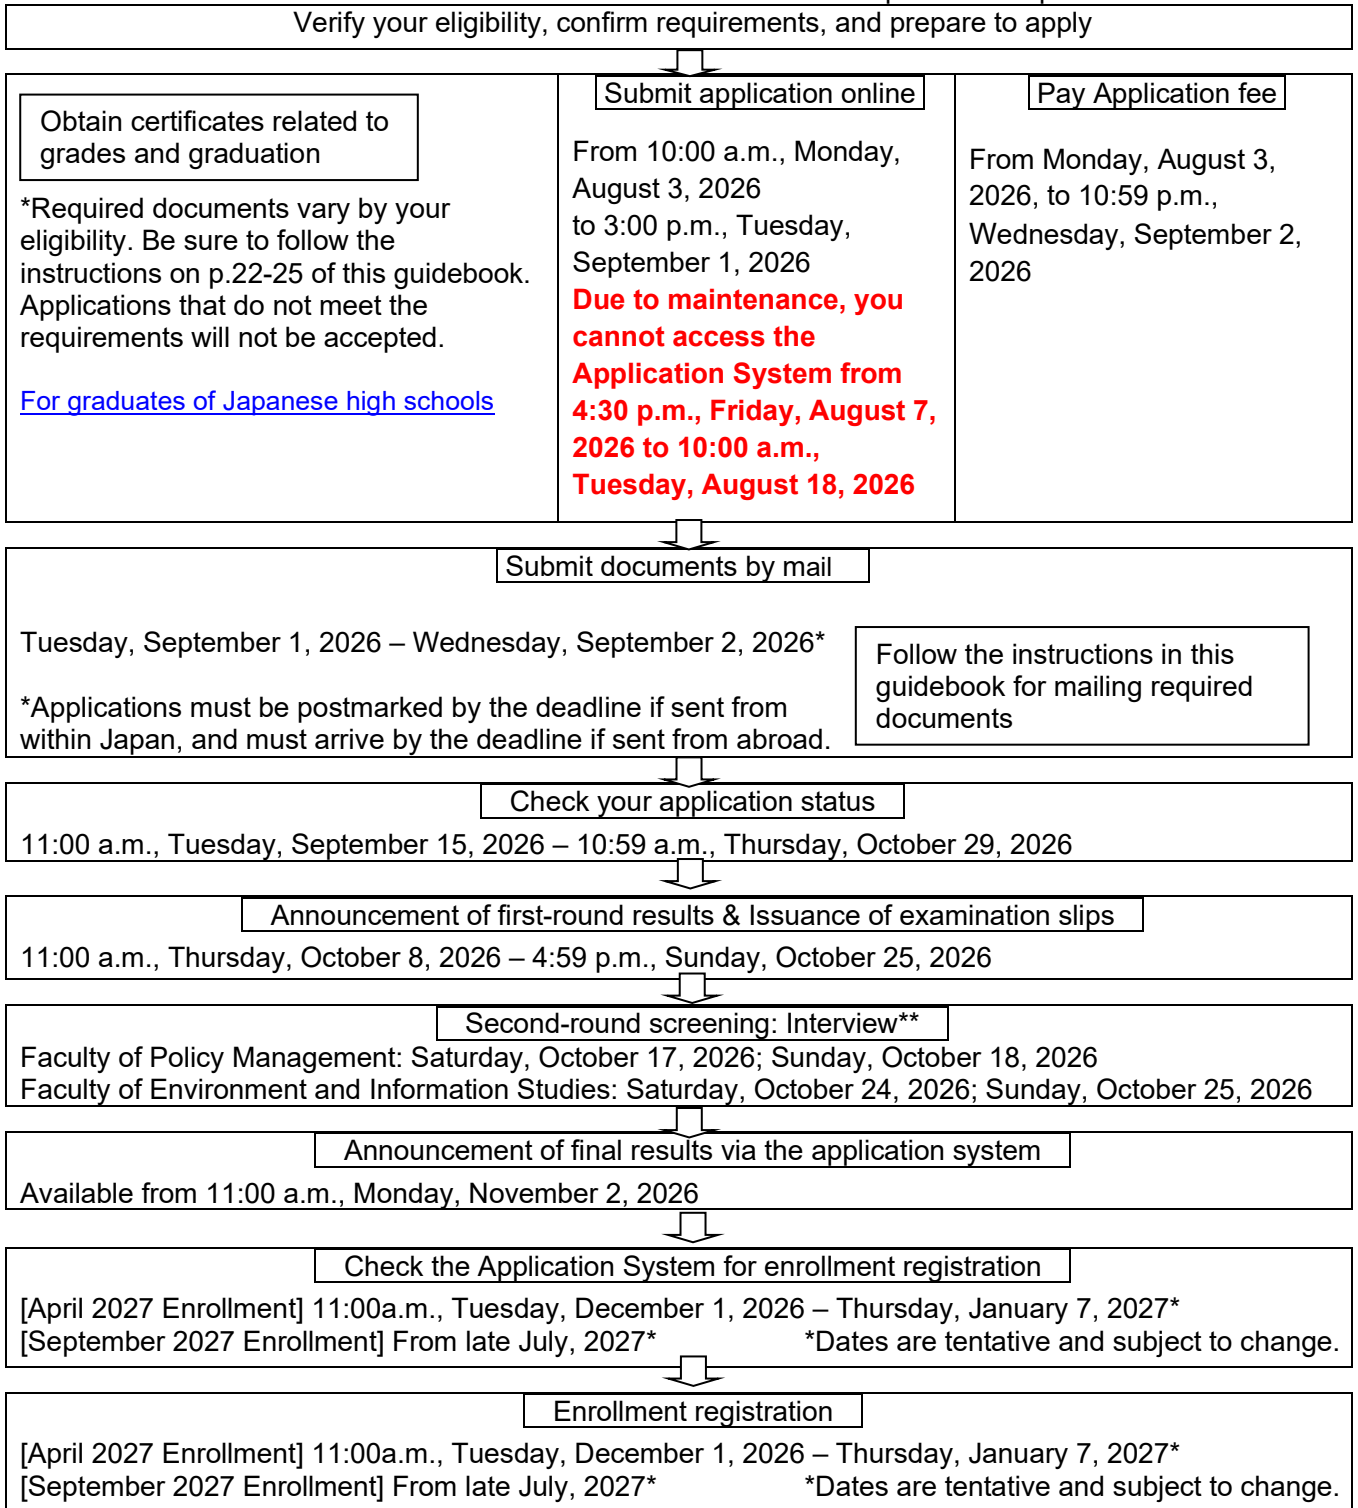 Verify your eligibility, confirm requirements, and prepare to apply
Obtain certificates related to
grades and graduation
*Required documents vary by your
eligibility. Be sure to follow the
instructions on p.22-25 of this guidebook.
Applications that do not meet the
requirements will not be accepted.
For graduates of Japanese high schools
Submit application online
From 10:00 a.m., Monday,
August 3, 2026
to 3:00 p.m., Tuesday,
September 1, 2026
Due to maintenance, you
cannot access the
Application System from
4:30 p.m., Friday, August 7,
2026 to 10:00 a.m.,
Tuesday, August 18, 2026
Pay Application fee
From Monday, August 3,
2026, to 10:59 p.m.,
Wednesday, September 2,
2026
Submit documents by mail
Tuesday, September 1, 2026 – Wednesday, September 2, 2026*
*Applications must be postmarked by the deadline if sent from
within Japan, and must arrive by the deadline if sent from abroad.
Follow the instructions in this
guidebook for mailing required
documents
Check your application status
11:00 a.m., Tuesday, September 15, 2026 – 10:59 a.m., Thursday, October 29, 2026
Announcement of first-round results & Issuance of examination slips
11:00 a.m., Thursday, October 8, 2026 – 4:59 p.m., Sunday, October 25, 2026
Second-round screening: Interview**
Faculty of Policy Management: Saturday, October 17, 2026; Sunday, October 18, 2026
Faculty of Environment and Information Studies: Saturday, October 24, 2026; Sunday, October 25, 2026
Announcement of final results via the application system
Available from 11:00 a.m., Monday, November 2, 2026
Check the Application System for enrollment registration
[April 2027 Enrollment] 11:00a.m., Tuesday, December 1, 2026 – Thursday, January 7, 2027*
[September 2027 Enrollment] From late July, 2027* *Dates are tentative and subject to change.
Enrollment registration
[April 2027 Enrollment] 11:00a.m., Tuesday, December 1, 2026 – Thursday, January 7, 2027*
[September 2027 Enrollment] From late July, 2027* *Dates are tentative and subject to change.